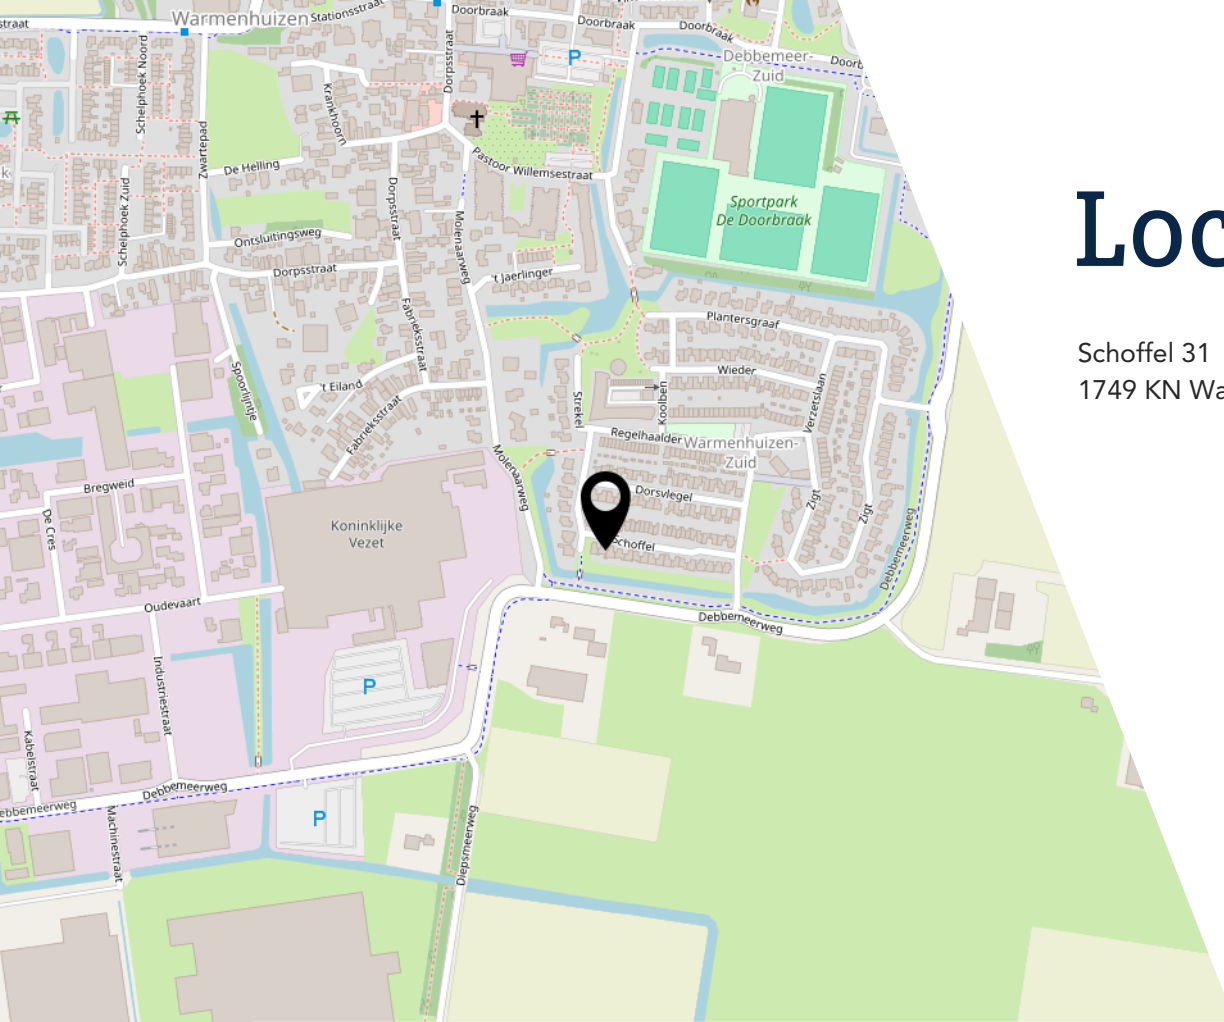 straat
Warmenhuizen
Stationsstraat
Doorbraak
Doorbraak
Doorbraak
Doorb
Debbemeer-
Zuid
P
Schelphoek Noord
Zwartepad
Krankhoorn
Dorpsstraat
De Helling
Pastoor Willemsestraat
k
Schelphoek Zuid
Dorpsstraat
Molenaarweg
Sportpark
De Doorbraak
Ontsluitingsweg
Dorpsstraat
't Jaerlinger
Fabrieksstraat
Plantersgraaf
Loc
Schoffel 31
1749 KN Wa
Spoorlijntje
't Eiland
Fabrieksstraat
Strekel
Koolben
Wieder
Verzetslaan
Regelhaalder
Warmenhuizen-
Zuid
Molenaarweg
Bregweid
De Cres
Koninklijke
Vezet
Dorsvlegel
Schoffel
Zigt
Zigt
Debbemeerweg
Oudevaart
Debbemeerweg
Industriestraat
P
Kabelstraat
Debbemeerweg
ebbemeerweg
Machinestraat
P
Diepsmeerweg